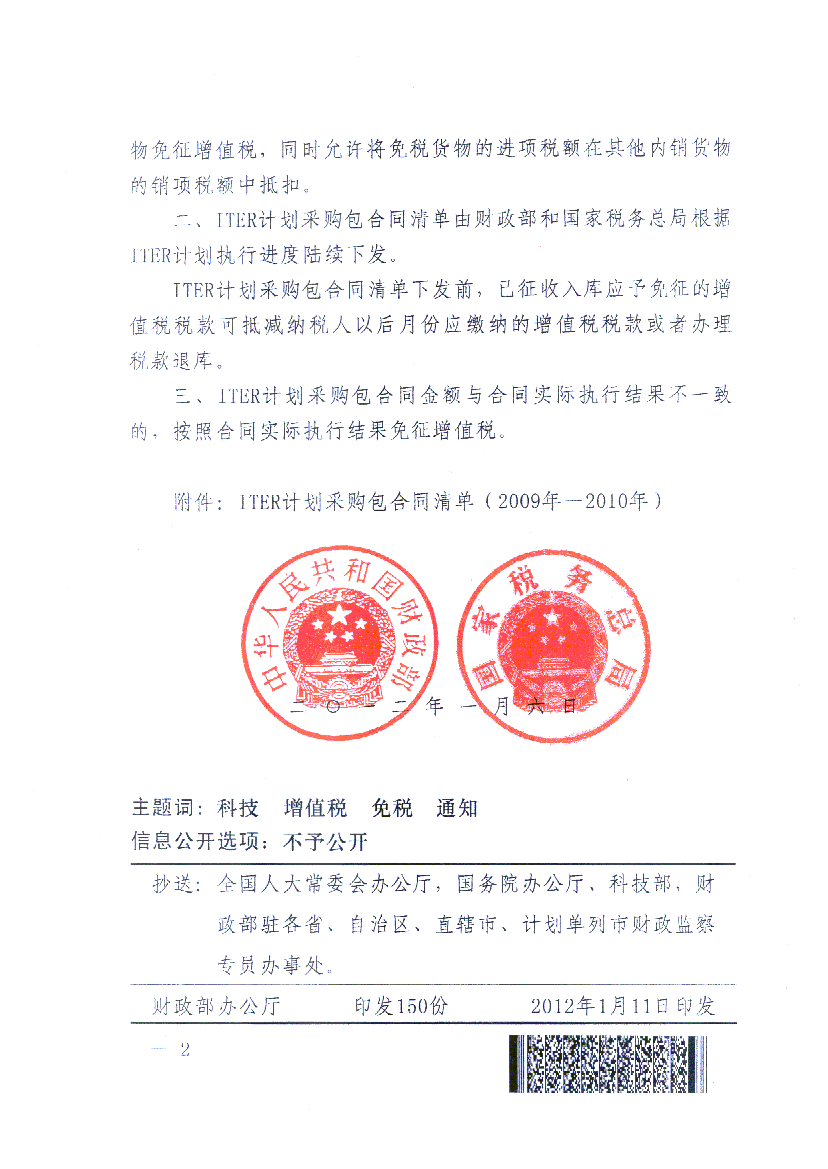 物免征增值税，同时允许将免税货物的进项税额在其他内销货物
的销项税额中抵扣。
二、ITER计划采购包合同清单由财政部和国家税务总局根据
ITER计划执行进度陆续下发。
ITER计划采购包合同清单下发前，已征收入库应予免征的增
值税税款可抵减纳税人以后月份应缴纳的增值税税款或者办理
税款退库。
三、ITER计划采购包合同金额与合同实际执行结果不一致
的，按照合同实际执行结果免征增值税。
附件：ITER计划采购包合同清单（2009年—2010年）
中华人民共和国财政部
国家税务总局
二〇一二年一月六日
主题词：科技 增值税 免税 通知
信息公开选项：不予公开
抄送：全国人大常委会办公厅，国务院办公厅、科技部，财
政部驻各省、自治区、直辖市、计划单列市财政监察
专员办事处。
财政部办公厅 印发150份 2012年1月11日印发
— 2